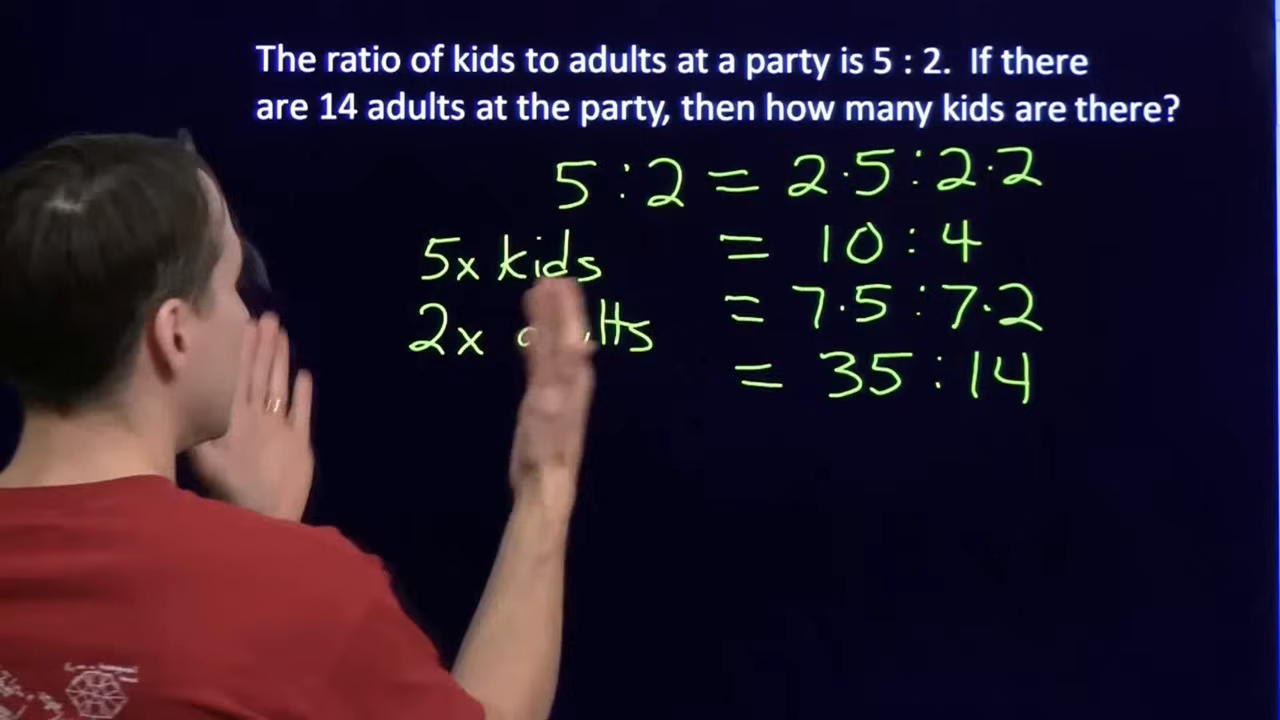 The ratio of kids to adults at a party is 5 : 2. If there
are 14 adults at the party, then how many kids are there?
5 : 2 = 2·5 : 2·2
= 10 : 4
= 7·5 : 7·2
= 35 : 14
5x kids
2x